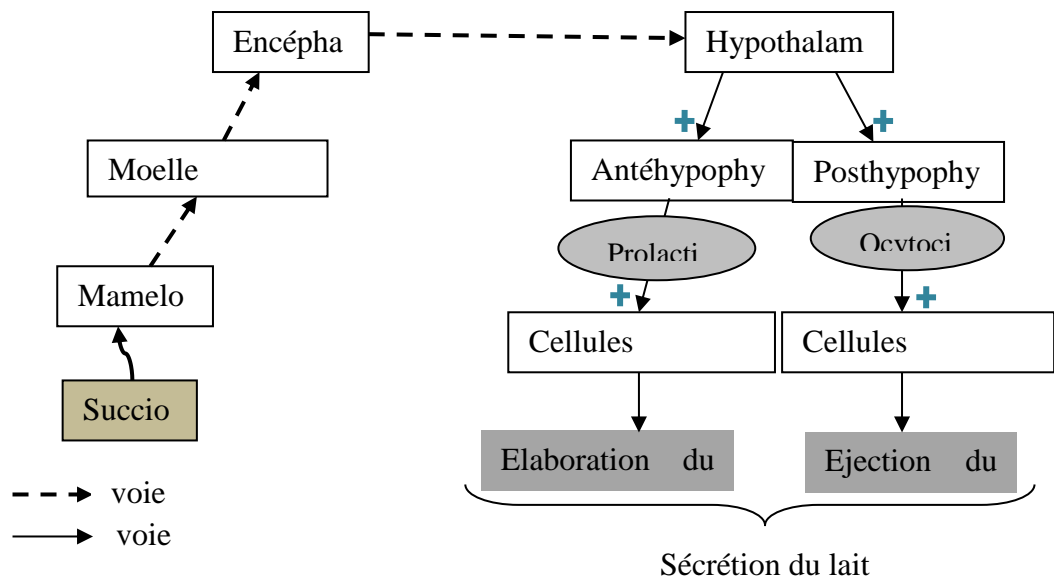 Encépha
Hypothalam
Moelle
Antéhypophy
Posthypophy
Prolacti
Ocytoci
Mamelo
Cellules
Cellules
Succio
Elaboration du
Ejection du
voie
voie
Sécrétion du lait